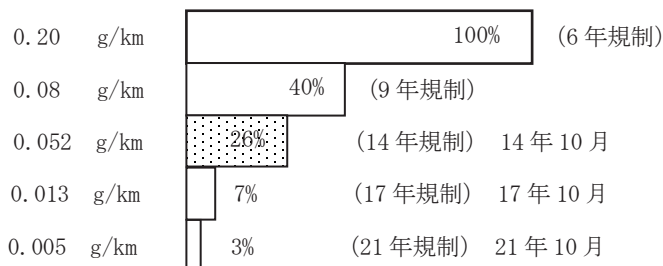 0.20 g/km 100% (6年規制)
0.08 g/km 40% (9年規制)
0.052 g/km 26% (14年規制) 14年10月
0.013 g/km 7% (17年規制) 17年10月
0.005 g/km 3% (21年規制) 21年10月